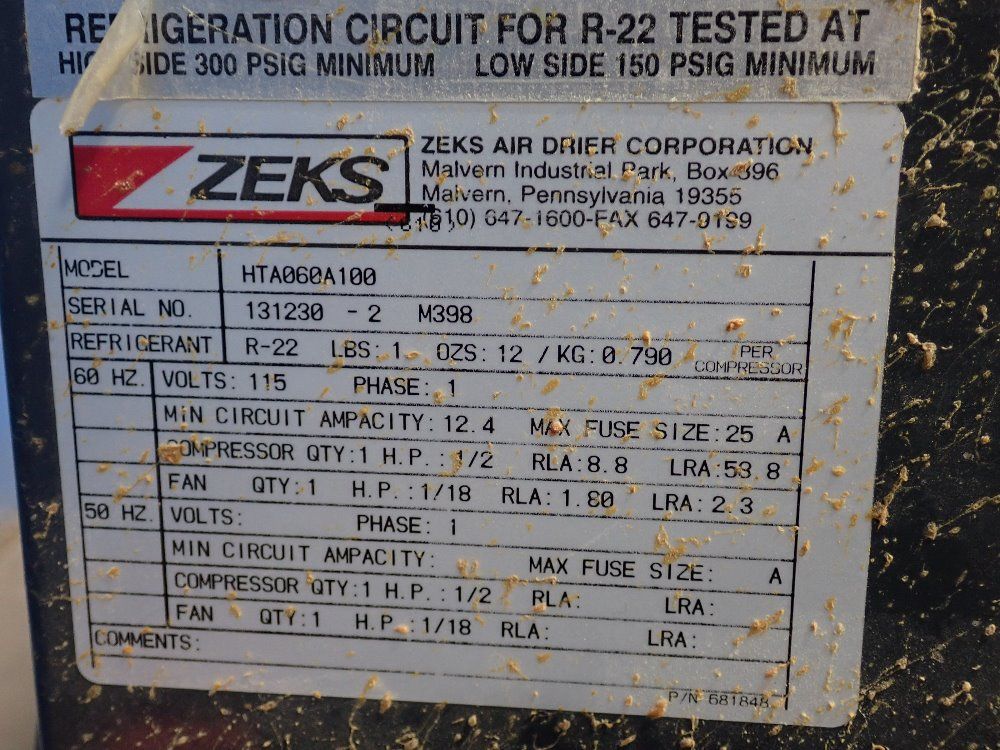 REFRIGERATION CIRCUIT FOR R-22 TESTED AT
HIGH SIDE 300 PSIG MINIMUM LOW SIDE 150 PSIG MINIMUM
ZEKS
ZEKS AIR DRIER CORPORATION
Malvern Industrial Park, Box 396
Malvern, Pennsylvania 19355
(610) 647-1600-FAX 647-9199
MODEL HTA060A100
SERIAL NO. 131230 - 2 M398
REFRIGERANT R-22 LBS: 1 OZS: 12 / KG: 0.790 PER COMPRESSOR
60 HZ. VOLTS: 115 PHASE: 1
MIN CIRCUIT AMPACITY: 12.4 MAX FUSE SIZE: 25 A
COMPRESSOR QTY:1 H.P.: 1/2 RLA: 8.8 LRA: 53.8
FAN QTY:1 H.P.: 1/18 RLA: 1.80 LRA: 2.3
50 HZ. VOLTS: PHASE: 1
MIN CIRCUIT AMPACITY: MAX FUSE SIZE: A
COMPRESSOR QTY:1 H.P.: 1/2 RLA: LRA:
FAN QTY:1 H.P.: 1/18 RLA: LRA:
COMMENTS:
P/N 681848